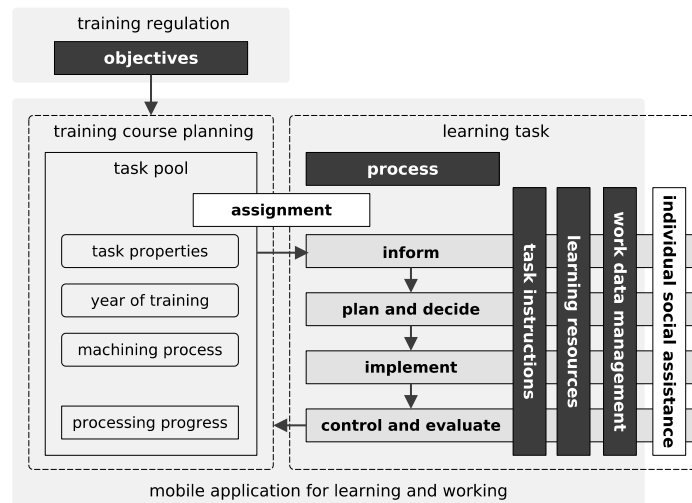 training regulation
objectives
training course planning
learning task
task pool
process
assignment
task properties
year of training
machining process
processing progress
inform
plan and decide
implement
control and evaluate
task instructions
learning resources
work data management
individual social assistance
mobile application for learning and working